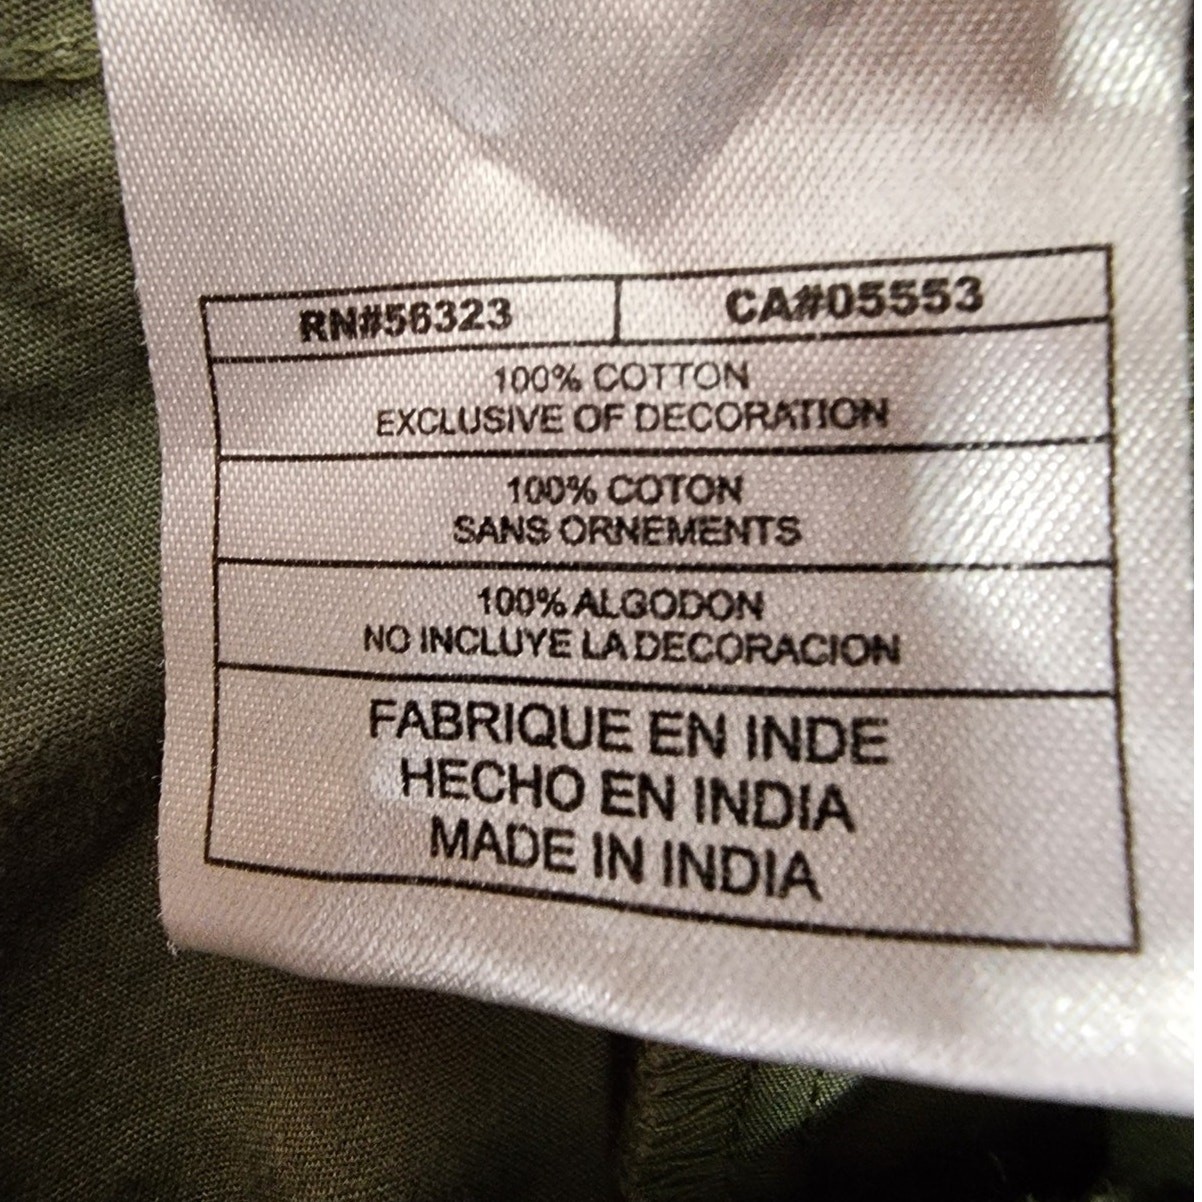 RN#56323 CA#05553
100% COTTON
EXCLUSIVE OF DECORATION
100% COTON
SANS ORNEMENTS
100% ALGODON
NO INCLUYE LA DECORACION
FABRIQUE EN INDE
HECHO EN INDIA
MADE IN INDIA